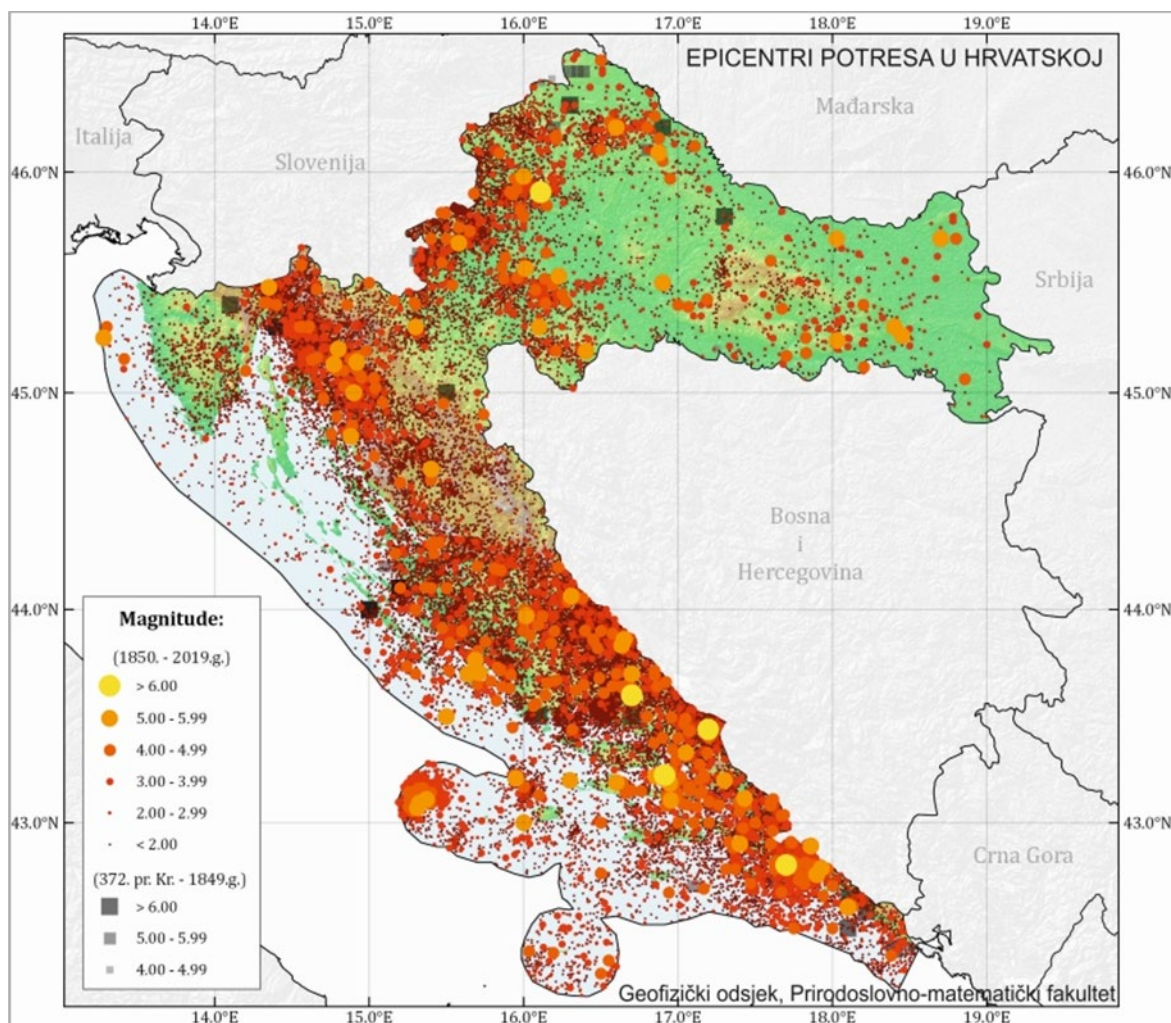 14.0°E 15.0°E 16.0°E 17.0°E 18.0°E 19.0°E
EPICENTRI POTRESA U HRVATSKOJ
Mađarska
Italija
Slovenija
46.0°N 46.0°N
Srbija
45.0°N 45.0°N
Bosna
i
Hercegovina
44.0°N 44.0°N
Magnitude:
(1850. - 2019.g.)
> 6.00
5.00 - 5.99
4.00 - 4.99
3.00 - 3.99
2.00 - 2.99
< 2.00
(372. pr. Kr. - 1849.g.)
> 6.00
5.00 - 5.99
4.00 - 4.99
43.0°N 43.0°N
Crna Gora
Geofizički odsjek, Prirodoslovno-matematički fakultet
14.0°E 15.0°E 16.0°E 17.0°E 18.0°E 19.0°E